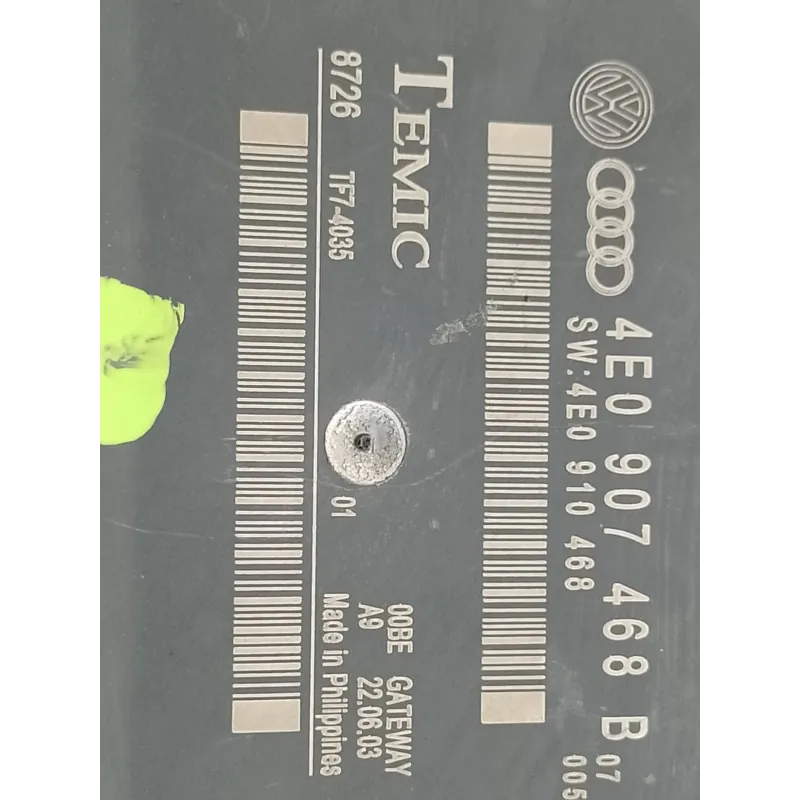 4E0 907 468 B 07
SW:4E0 910 468 005
TEMIC
00BE GATEWAY
A9 22.06.03
8726 TF7-4035 01 Made in Philippines